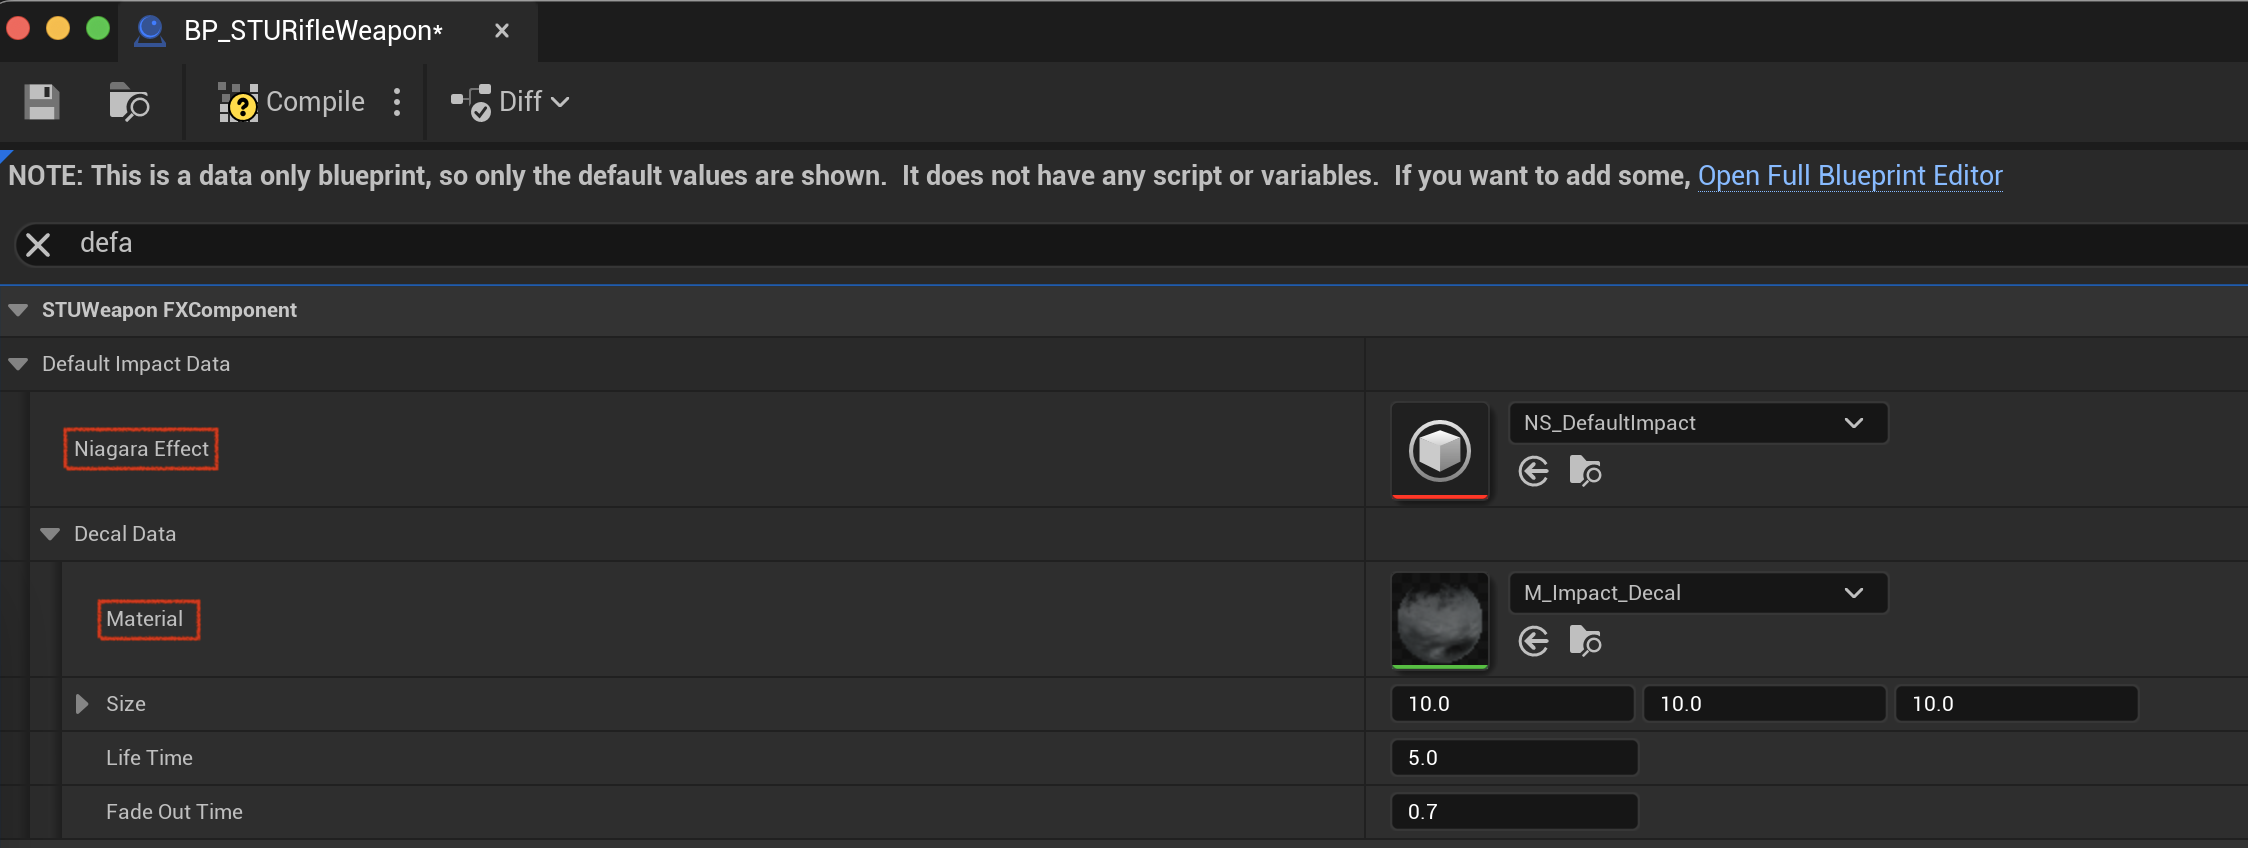 BP_STURifleWeapon*
Compile
Diff
NOTE: This is a data only blueprint, so only the default values are shown.  It does not have any script or variables.  If you want to add some, Open Full Blueprint Editor
defa
STUWeapon FXComponent
Default Impact Data
Niagara Effect
NS_DefaultImpact
Decal Data
Material
M_Impact_Decal
Size 10.0 10.0 10.0
Life Time 5.0
Fade Out Time 0.7